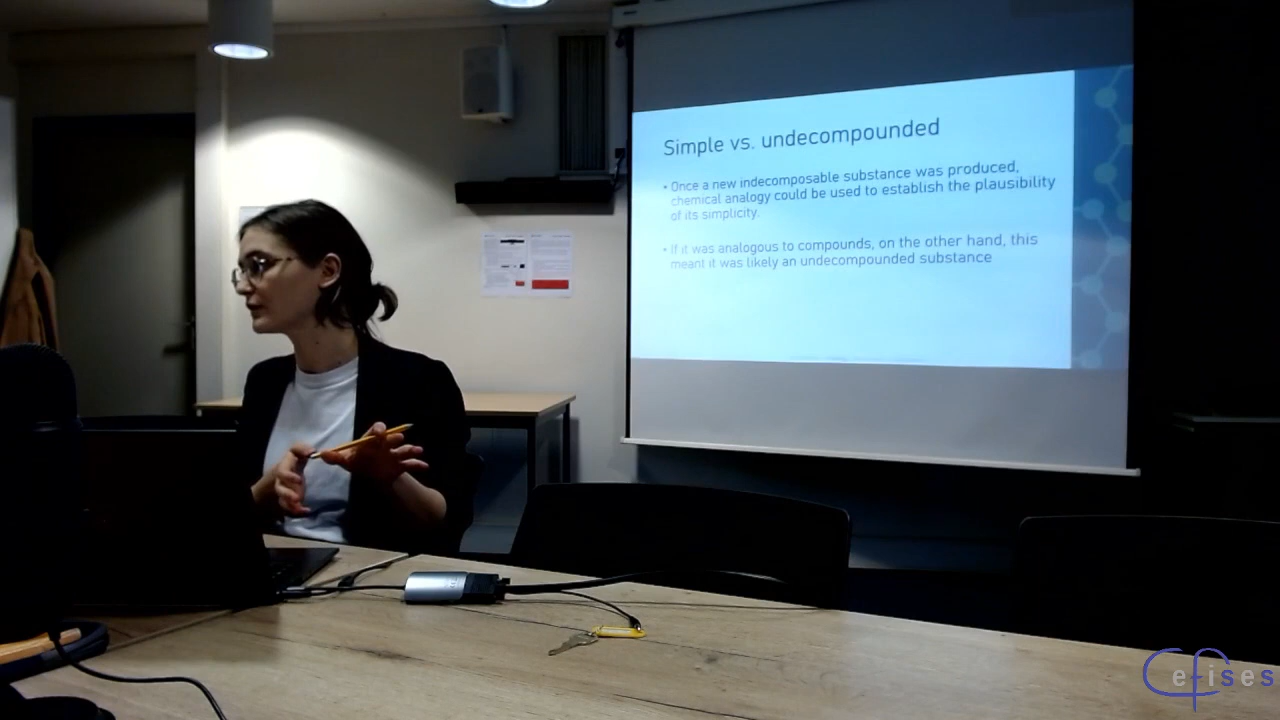 Simple vs. undecompounded
• Once a new indecomposable substance was produced,
chemical analogy could be used to establish the plausibility
of its simplicity.
• If it was analogous to compounds, on the other hand, this
meant it was likely an undecompounded substance
Cefises